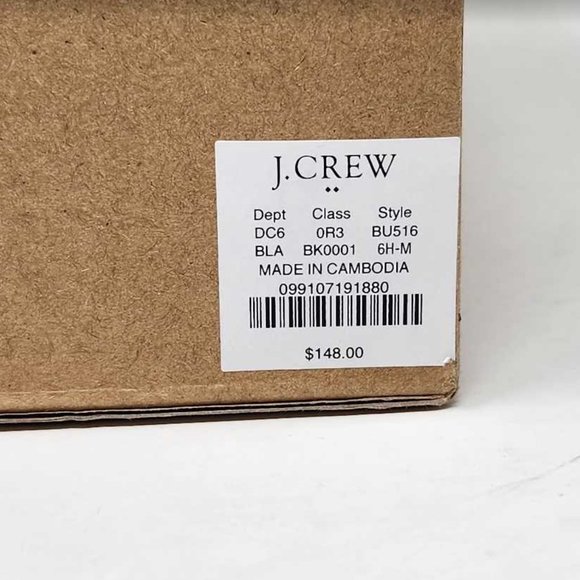 J.CREW
Dept Class Style
DC6 0R3 BU516
BLA BK0001 6H-M
MADE IN CAMBODIA
099107191880
$148.00